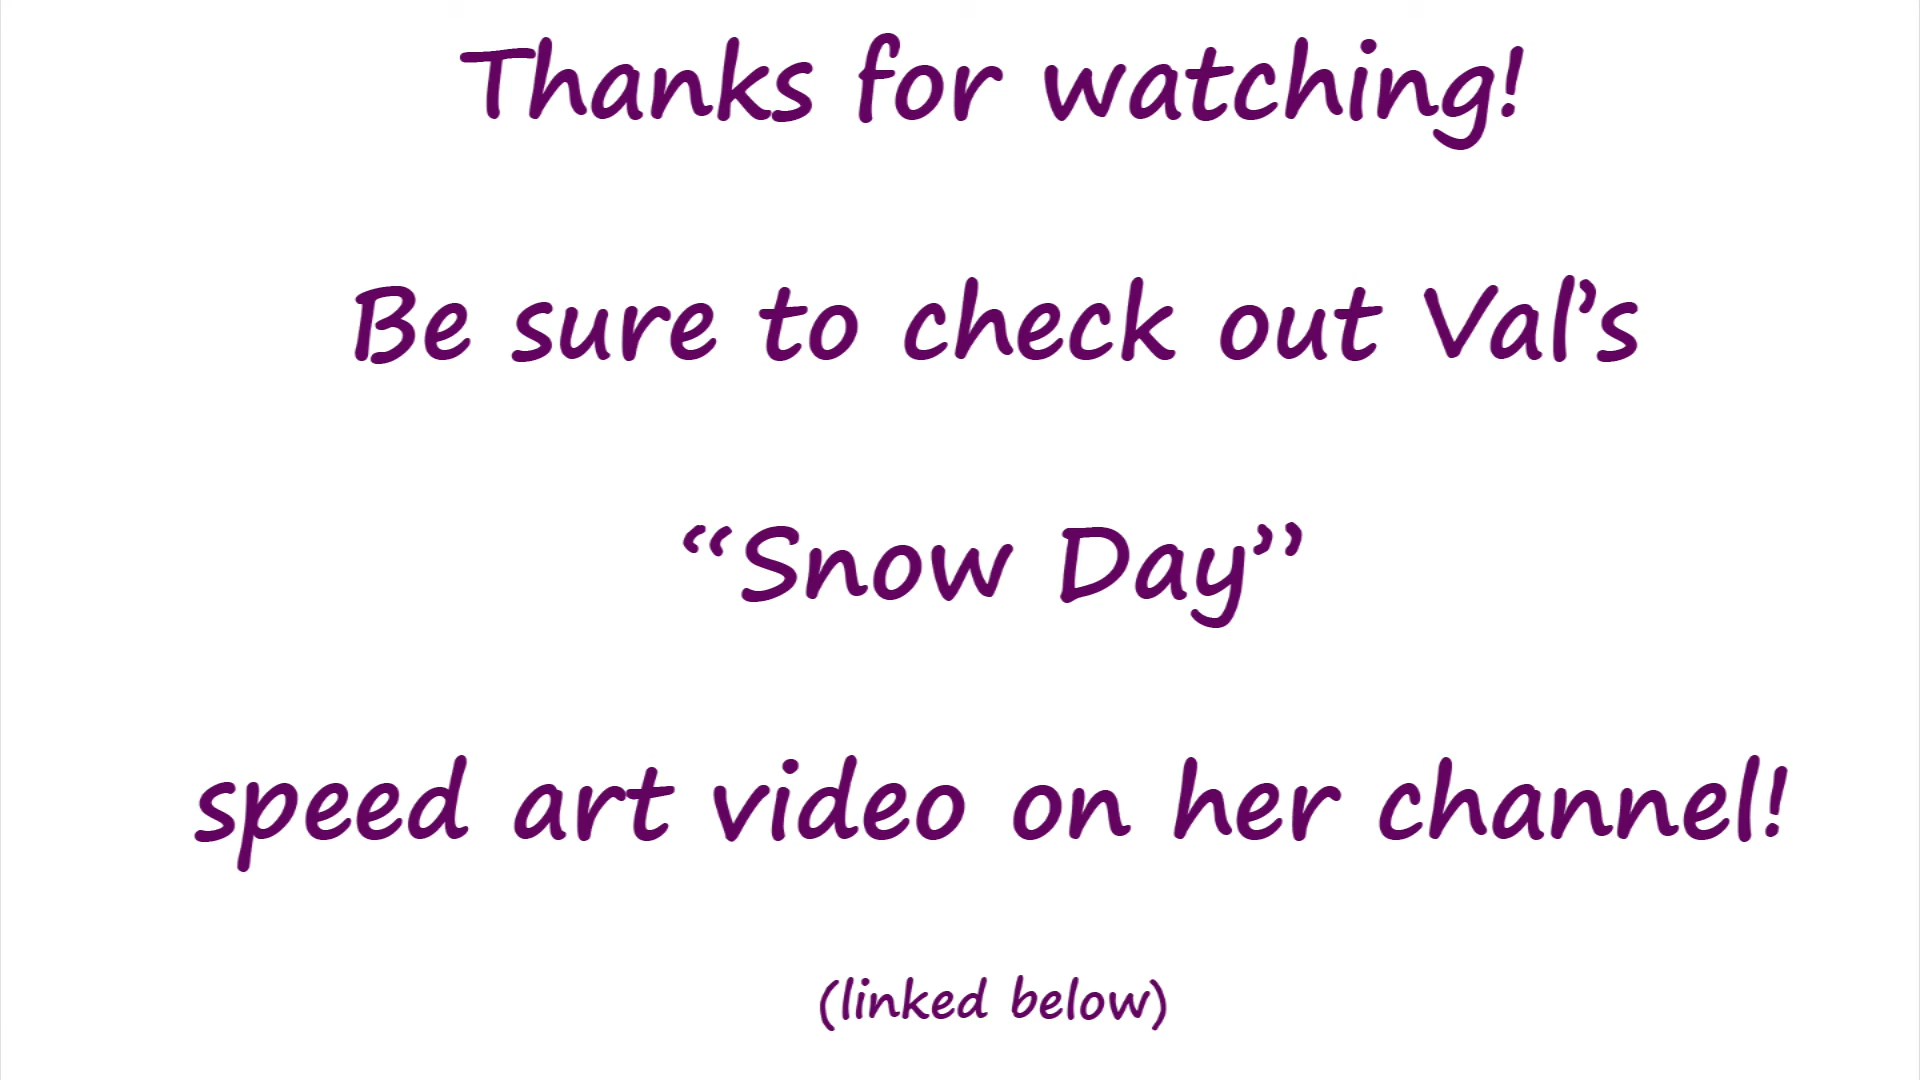 Thanks for watching!
Be sure to check out Val’s
“Snow Day”
speed art video on her channel!
(linked below)